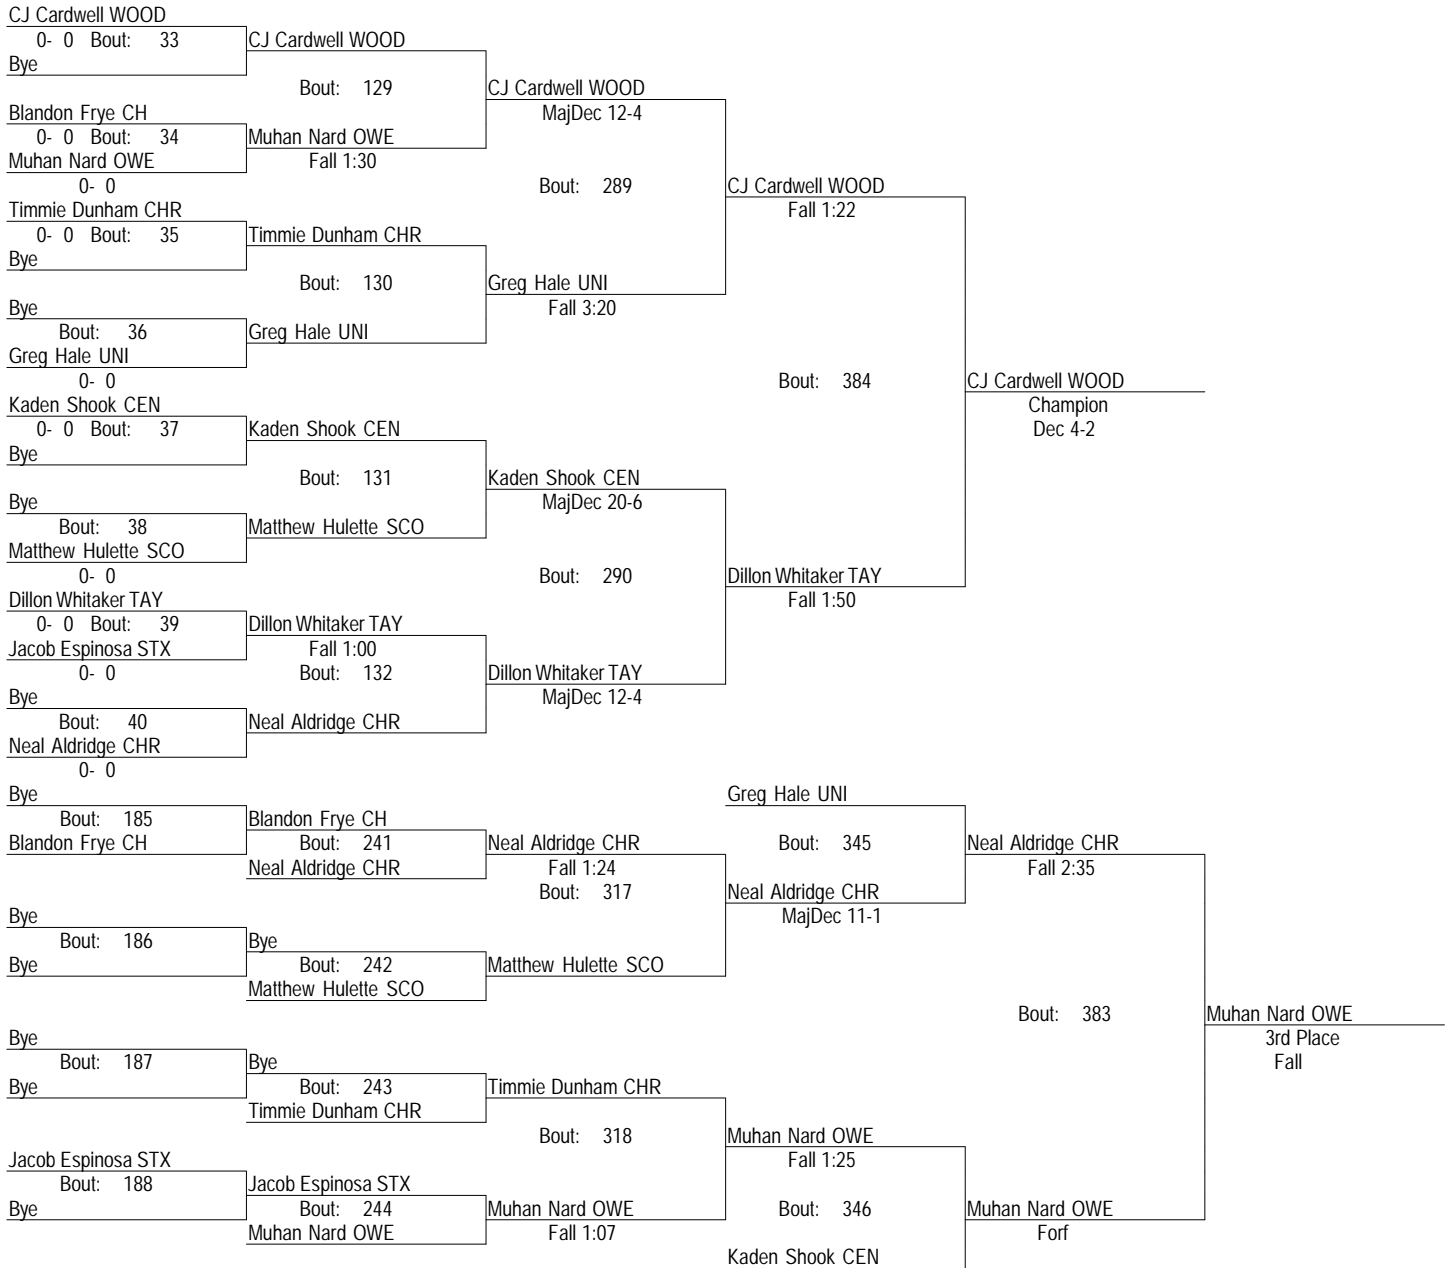 CJ Cardwell WOOD
0- 0 Bout: 33 CJ Cardwell WOOD
Bye
Bout: 129 CJ Cardwell WOOD
Blandon Frye CH MajDec 12-4
0- 0 Bout: 34 Muhan Nard OWE
Muhan Nard OWE Fall 1:30
0- 0 Bout: 289 CJ Cardwell WOOD
Timmie Dunham CHR Fall 1:22
0- 0 Bout: 35 Timmie Dunham CHR
Bye
Bout: 130 Greg Hale UNI
Bye Fall 3:20
Bout: 36 Greg Hale UNI
Greg Hale UNI
0- 0 Bout: 384 CJ Cardwell WOOD
Kaden Shook CEN Champion
0- 0 Bout: 37 Kaden Shook CEN Dec 4-2
Bye
Bout: 131 Kaden Shook CEN
Bye MajDec 20-6
Bout: 38 Matthew Hulette SCO
Matthew Hulette SCO
0- 0 Bout: 290 Dillon Whitaker TAY
Dillon Whitaker TAY Fall 1:50
0- 0 Bout: 39 Dillon Whitaker TAY
Jacob Espinosa STX Fall 1:00
0- 0 Bout: 132 Dillon Whitaker TAY
Bye MajDec 12-4
Bout: 40 Neal Aldridge CHR
Neal Aldridge CHR
0- 0
Bye Greg Hale UNI
Bout: 185 Blandon Frye CH
Blandon Frye CH Bout: 241 Neal Aldridge CHR Bout: 345 Neal Aldridge CHR
Neal Aldridge CHR Fall 1:24 Fall 2:35
Bout: 317 Neal Aldridge CHR
Bye MajDec 11-1
Bout: 186 Bye
Bye Bout: 242 Matthew Hulette SCO
Matthew Hulette SCO
Bout: 383 Muhan Nard OWE
Bye 3rd Place
Bout: 187 Bye Fall
Bye Bout: 243 Timmie Dunham CHR
Timmie Dunham CHR
Bout: 318 Muhan Nard OWE
Jacob Espinosa STX Fall 1:25
Bout: 188 Jacob Espinosa STX
Bye Bout: 244 Muhan Nard OWE Bout: 346 Muhan Nard OWE
Muhan Nard OWE Fall 1:07 Forf
Kaden Shook CEN